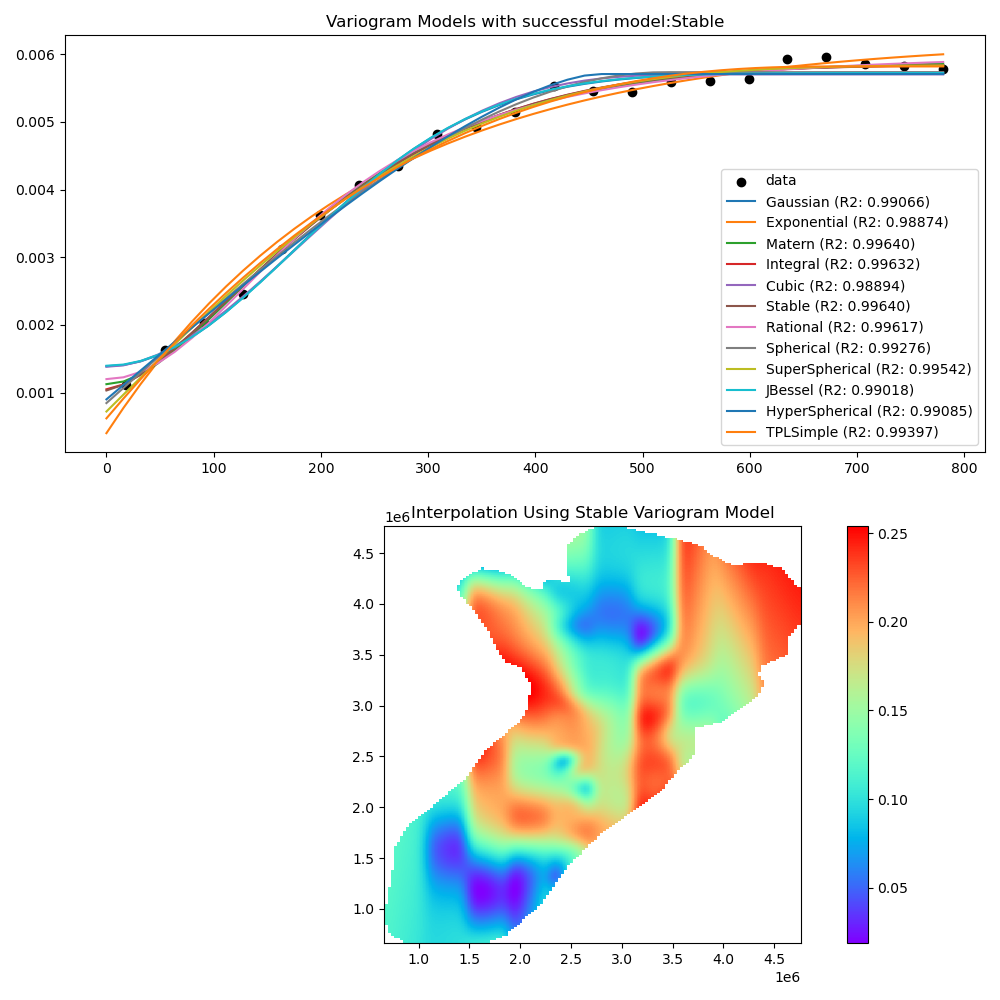 Variogram Models with successful model:Stable
0.006
0.005
0.004
0.003
0.002
0.001
data
Gaussian (R2: 0.99066)
Exponential (R2: 0.98874)
Matern (R2: 0.99640)
Integral (R2: 0.99632)
Cubic (R2: 0.98894)
Stable (R2: 0.99640)
Rational (R2: 0.99617)
Spherical (R2: 0.99276)
SuperSpherical (R2: 0.99542)
JBessel (R2: 0.99018)
HyperSpherical (R2: 0.99085)
TPLSimple (R2: 0.99397)
0 100 200 300 400 500 600 700 800
1e6 Interpolation Using Stable Variogram Model
4.5
4.0
3.5
3.0
2.5
2.0
1.5
1.0
1.0 1.5 2.0 2.5 3.0 3.5 4.0 4.5
1e6
0.25
0.20
0.15
0.10
0.05